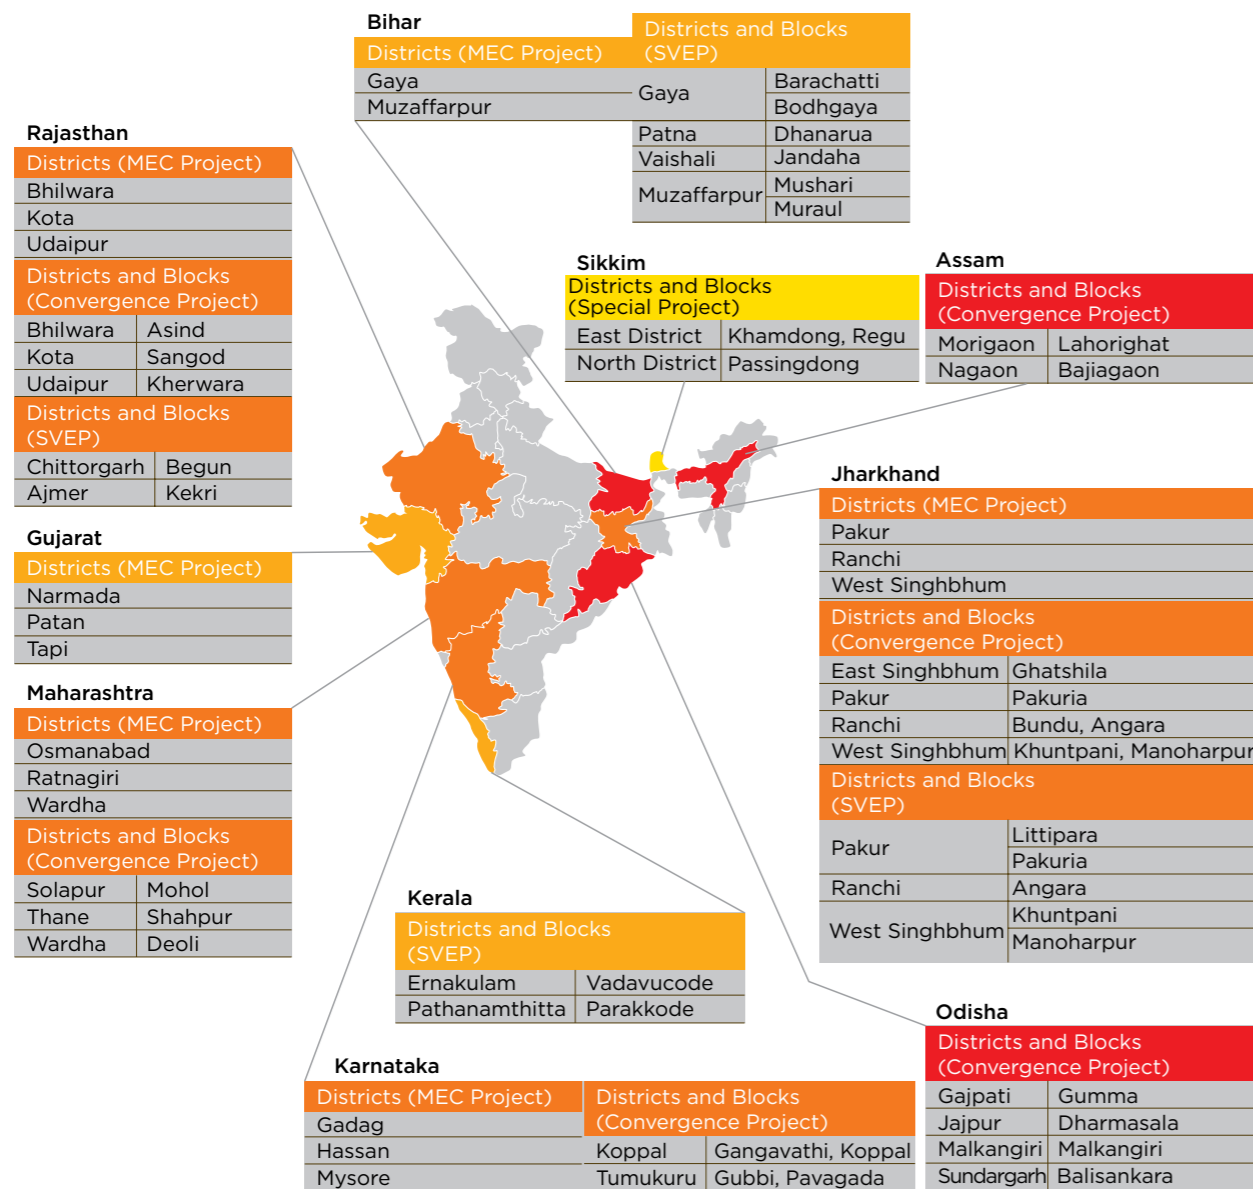 Bihar
Districts (MEC Project)
Gaya
Muzaffarpur
Districts and Blocks
(SVEP)
Gaya
Barachatti
Bodhgaya
Patna Dhanarua
Vaishali Jandaha
Muzaffarpur
Mushari
Muraul
Rajasthan
Districts (MEC Project)
Bhilwara
Kota
Udaipur
Districts and Blocks
(Convergence Project)
Bhilwara Asind
Kota Sangod
Udaipur Kherwara
Districts and Blocks
(SVEP)
Chittorgarh Begun
Ajmer Kekri
Sikkim
Districts and Blocks
(Special Project)
East District Khamdong, Regu
North District Passingdong
Assam
Districts and Blocks
(Convergence Project)
Morigaon Lahorighat
Nagaon Bajiagaon
Gujarat
Districts (MEC Project)
Narmada
Patan
Tapi
Jharkhand
Districts (MEC Project)
Pakur
Ranchi
West Singhbhum
Districts and Blocks
(Convergence Project)
East Singhbhum Ghatshila
Pakur Pakuria
Ranchi Bundu, Angara
West Singhbhum Khuntpani, Manoharpur
Districts and Blocks
(SVEP)
Pakur
Littipara
Pakuria
Ranchi Angara
West Singhbhum
Khuntpani
Manoharpur
Maharashtra
Districts (MEC Project)
Osmanabad
Ratnagiri
Wardha
Districts and Blocks
(Convergence Project)
Solapur Mohol
Thane Shahpur
Wardha Deoli
Kerala
Districts and Blocks
(SVEP)
Ernakulam Vadavucode
Pathanamthitta Parakkode
Karnataka
Districts (MEC Project)
Gadag
Hassan
Mysore
Districts and Blocks
(Convergence Project)
Koppal Gangavathi, Koppal
Tumukuru Gubbi, Pavagada
Odisha
Districts and Blocks
(Convergence Project)
Gajpati Gumma
Jajpur Dharmasala
Malkangiri Malkangiri
Sundargarh Balisankara